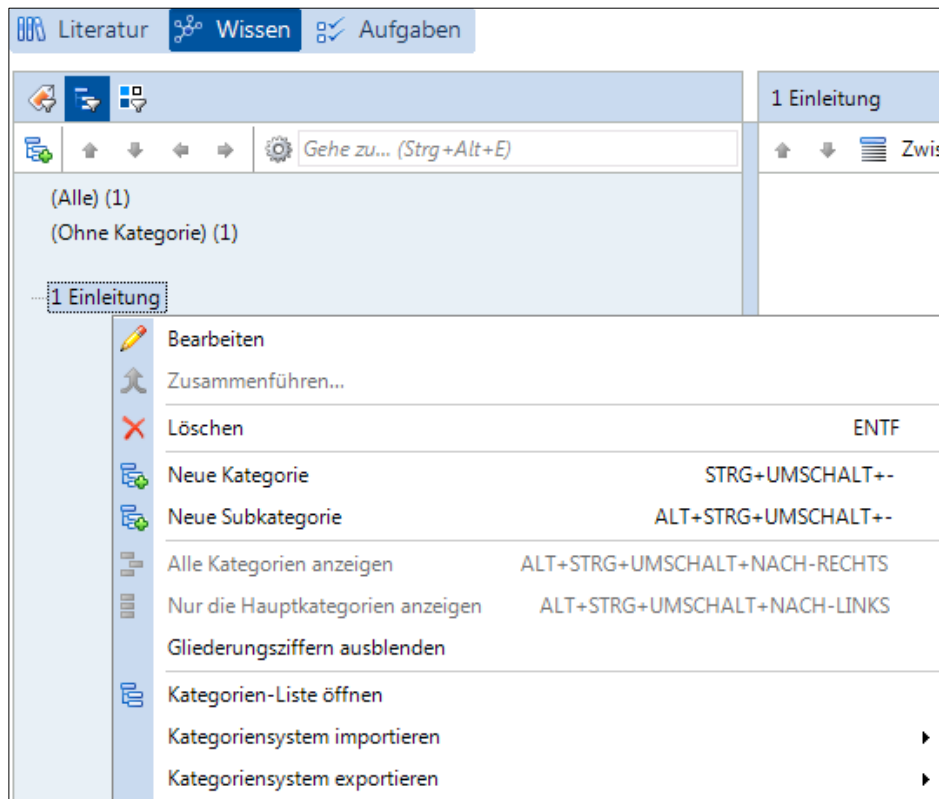 Literatur Wissen Aufgaben
1 Einleitung
Gehe zu... (Strg+Alt+E)
Zwis
(Alle) (1)
(Ohne Kategorie) (1)
1 Einleitung
Bearbeiten
Zusammenführen...
Löschen ENTF
Neue Kategorie STRG+UMSCHALT+-
Neue Subkategorie ALT+STRG+UMSCHALT+-
Alle Kategorien anzeigen ALT+STRG+UMSCHALT+NACH-RECHTS
Nur die Hauptkategorien anzeigen ALT+STRG+UMSCHALT+NACH-LINKS
Gliederungsziffern ausblenden
Kategorien-Liste öffnen
Kategoriensystem importieren
Kategoriensystem exportieren